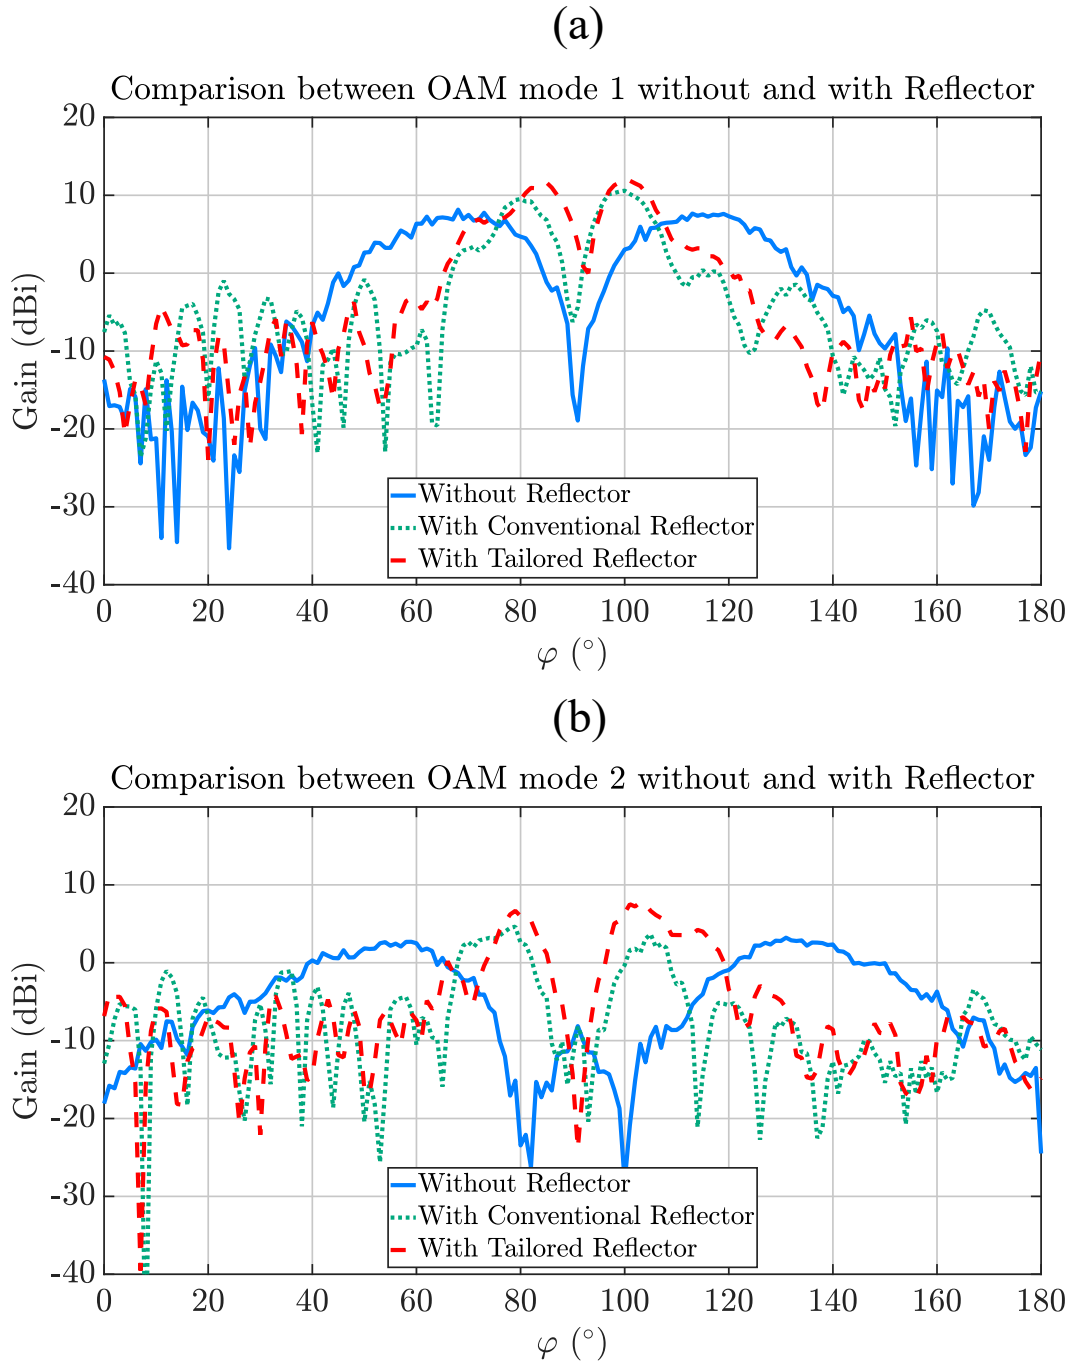 (a)
Comparison between OAM mode 1 without and with Reflector
20
10
0
-10
-20
-30
-40
Gain (dBi)
Without Reflector
With Conventional Reflector
With Tailored Reflector
0 20 40 60 80 100 120 140 160 180
φ (°)
(b)
Comparison between OAM mode 2 without and with Reflector
20
10
0
-10
-20
-30
-40
Gain (dBi)
Without Reflector
With Conventional Reflector
With Tailored Reflector
0 20 40 60 80 100 120 140 160 180
φ (°)